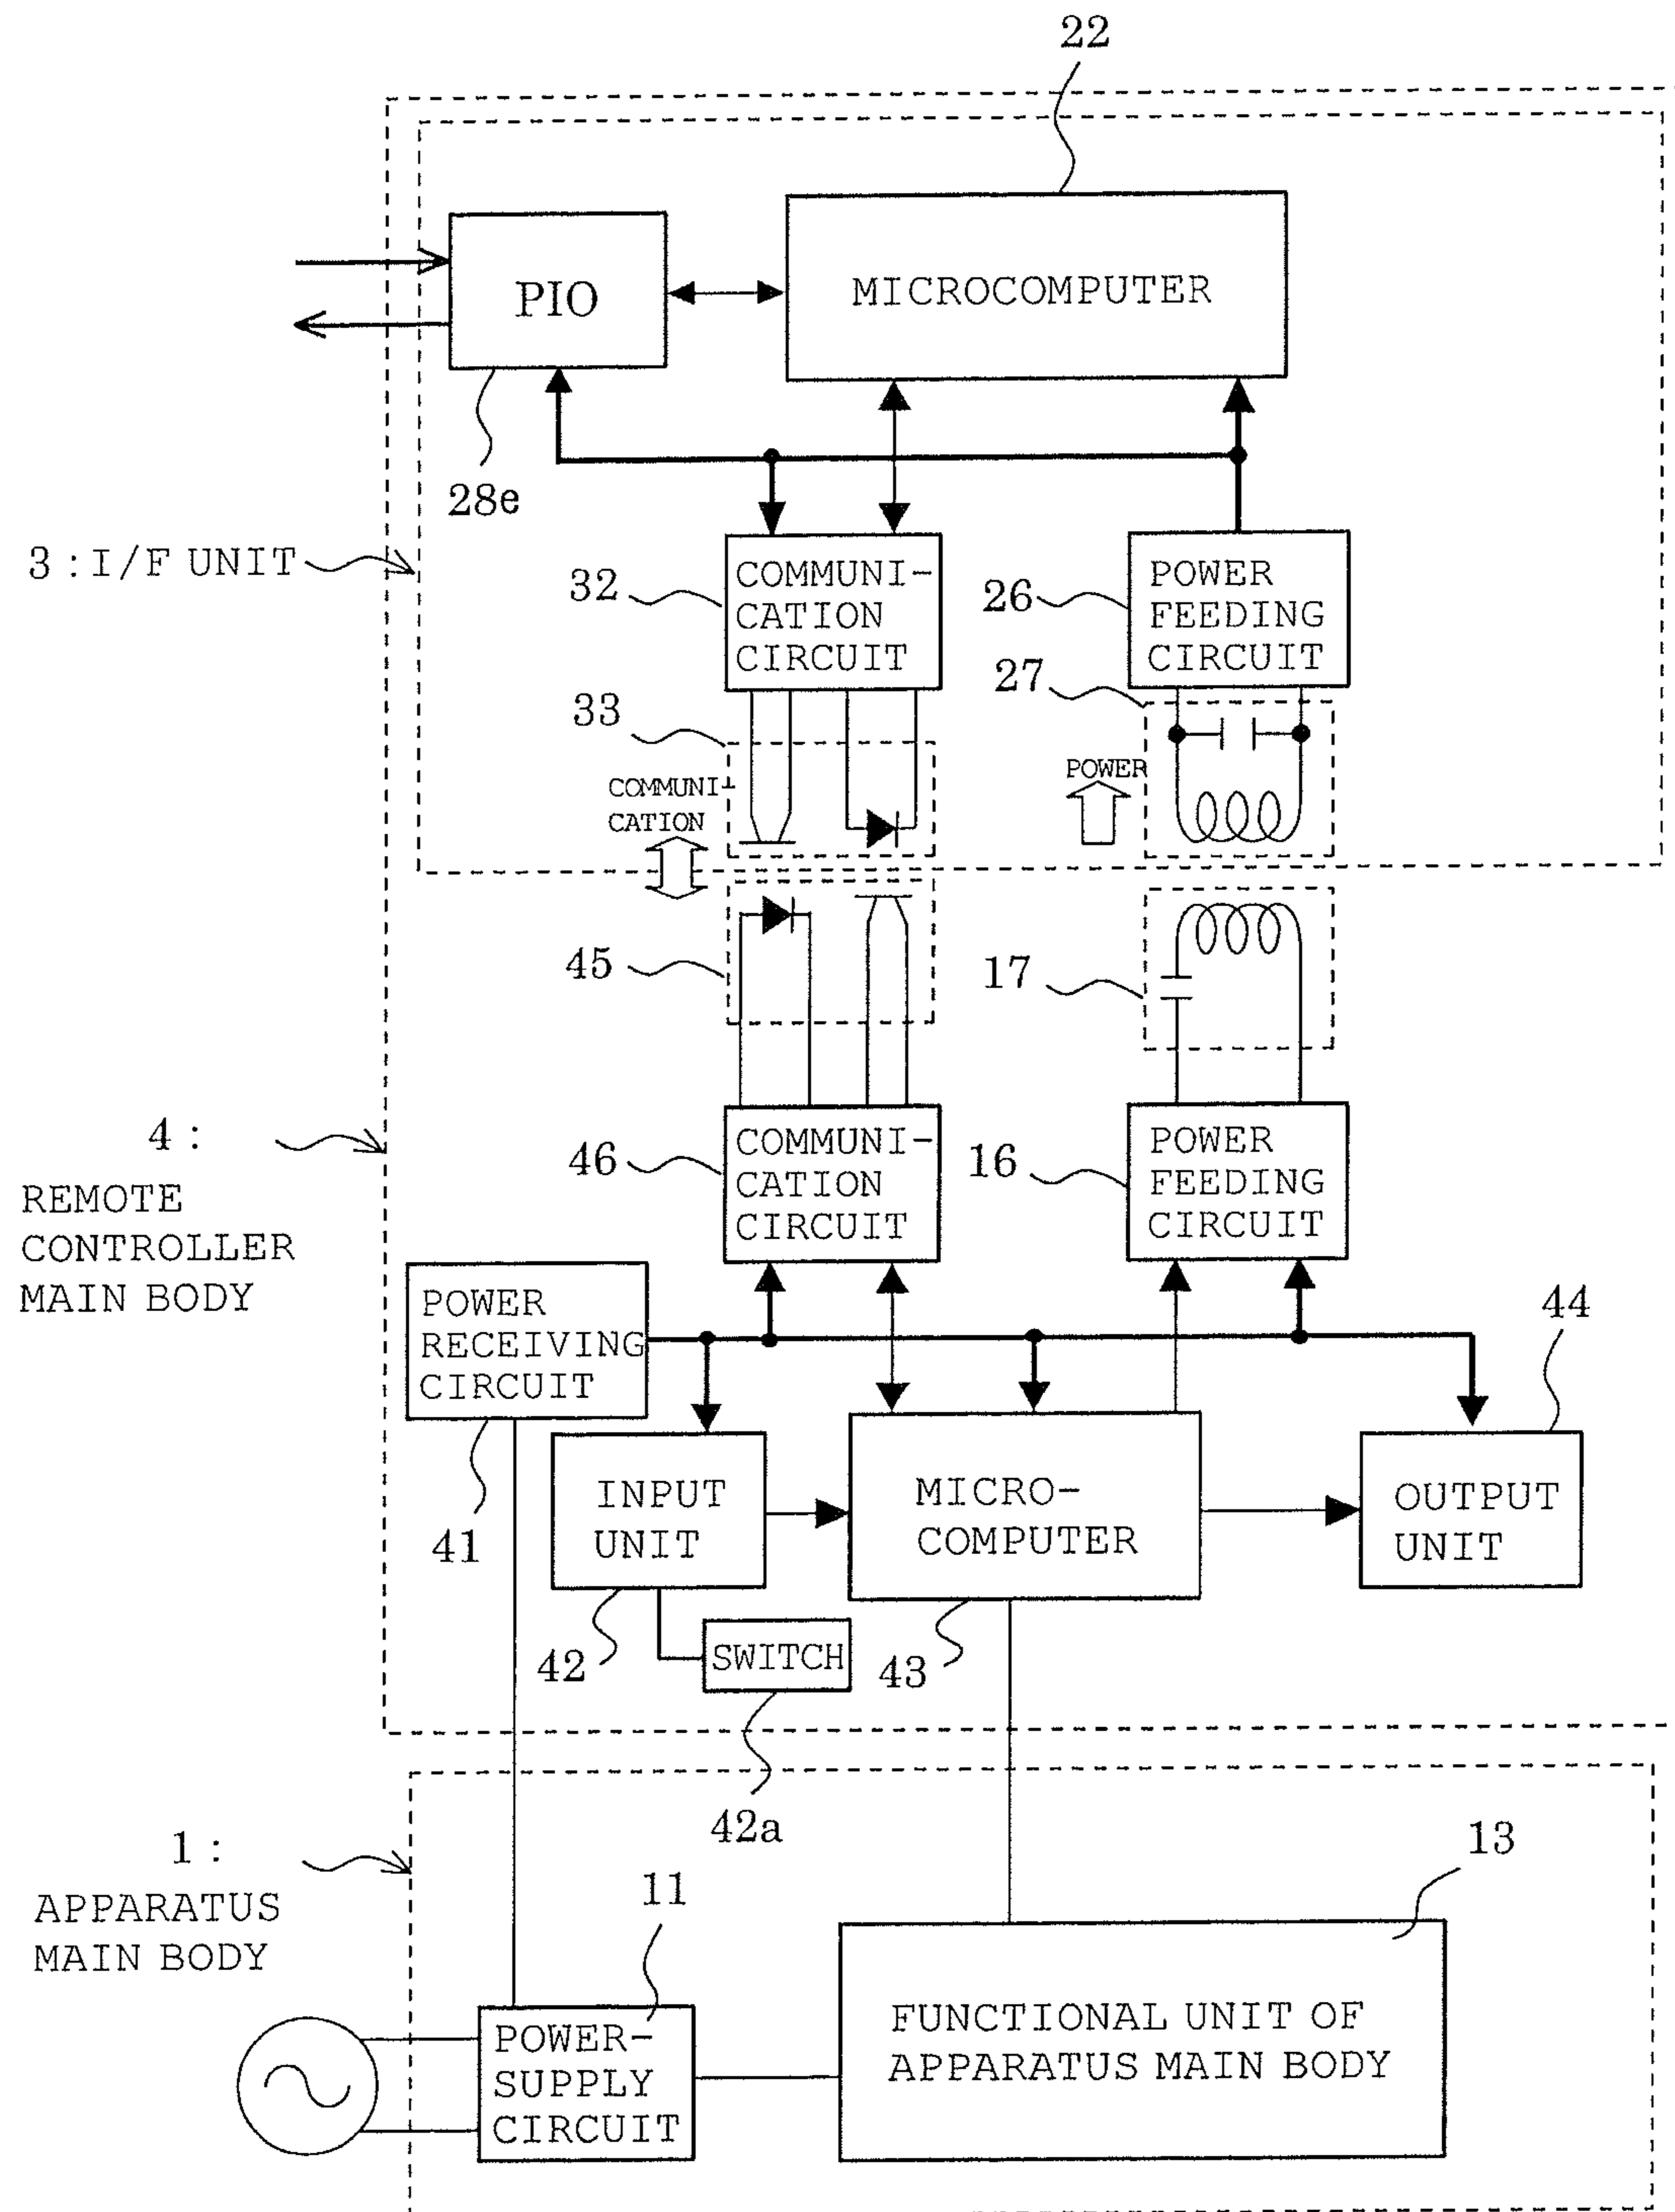 22
PIO
MICROCOMPUTER
28e
3 : I/F UNIT
32
COMMUNI-
CATION
CIRCUIT
26
POWER
FEEDING
CIRCUIT
33
27
COMMUNI-
CATION
POWER
45
17
4 :
REMOTE
CONTROLLER
MAIN BODY
46
COMMUNI-
CATION
CIRCUIT
16
POWER
FEEDING
CIRCUIT
POWER
RECEIVING
CIRCUIT
44
41
INPUT
UNIT
MICRO-
COMPUTER
OUTPUT
UNIT
42
SWITCH
43
42a
1 :
APPARATUS
MAIN BODY
11
13
POWER-
SUPPLY
CIRCUIT
FUNCTIONAL UNIT OF
APPARATUS MAIN BODY